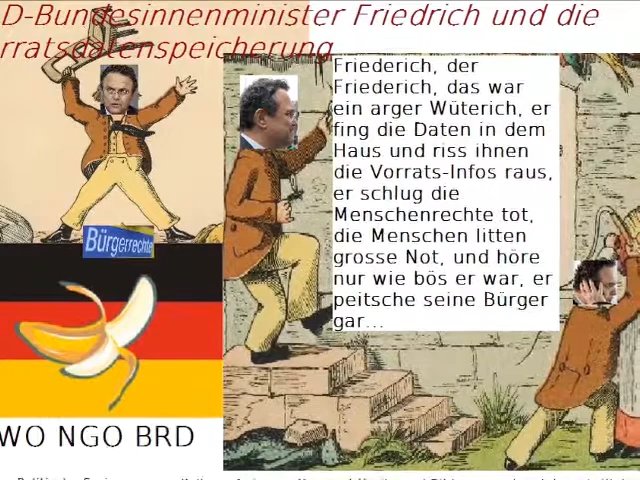 D-Bundesinnenminister Friedrich und die
rratsdatenspeicherung
Friederich, der
Friederich, das war
ein arger Wüterich, er
fing die Daten in dem
Haus und riss ihnen
die Vorrats-Infos raus,
er schlug die
Menschenrechte tot,
die Menschen litten
grosse Not, und höre
nur wie bös er war, er
peitsche seine Bürger
gar...
Bürgerrechte
WO NGO BRD